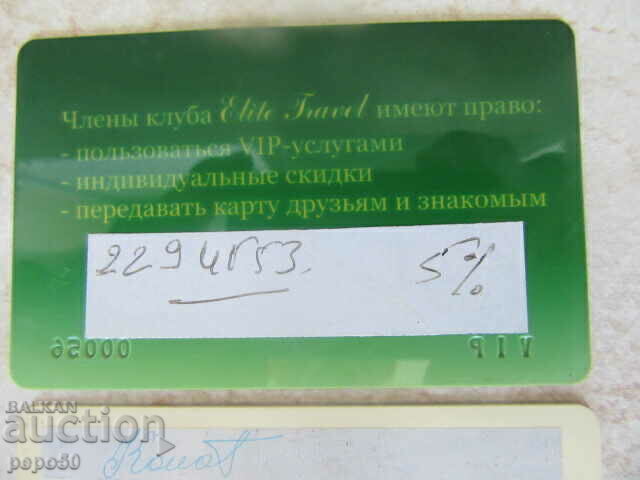 Члены клуба Elite Travel имеют право:
- пользоваться VIP-услугами
- индивидуальные скидки
- передавать карту друзьям и знакомым
5%
00056 VIP
BALKAN
auction
pepo50